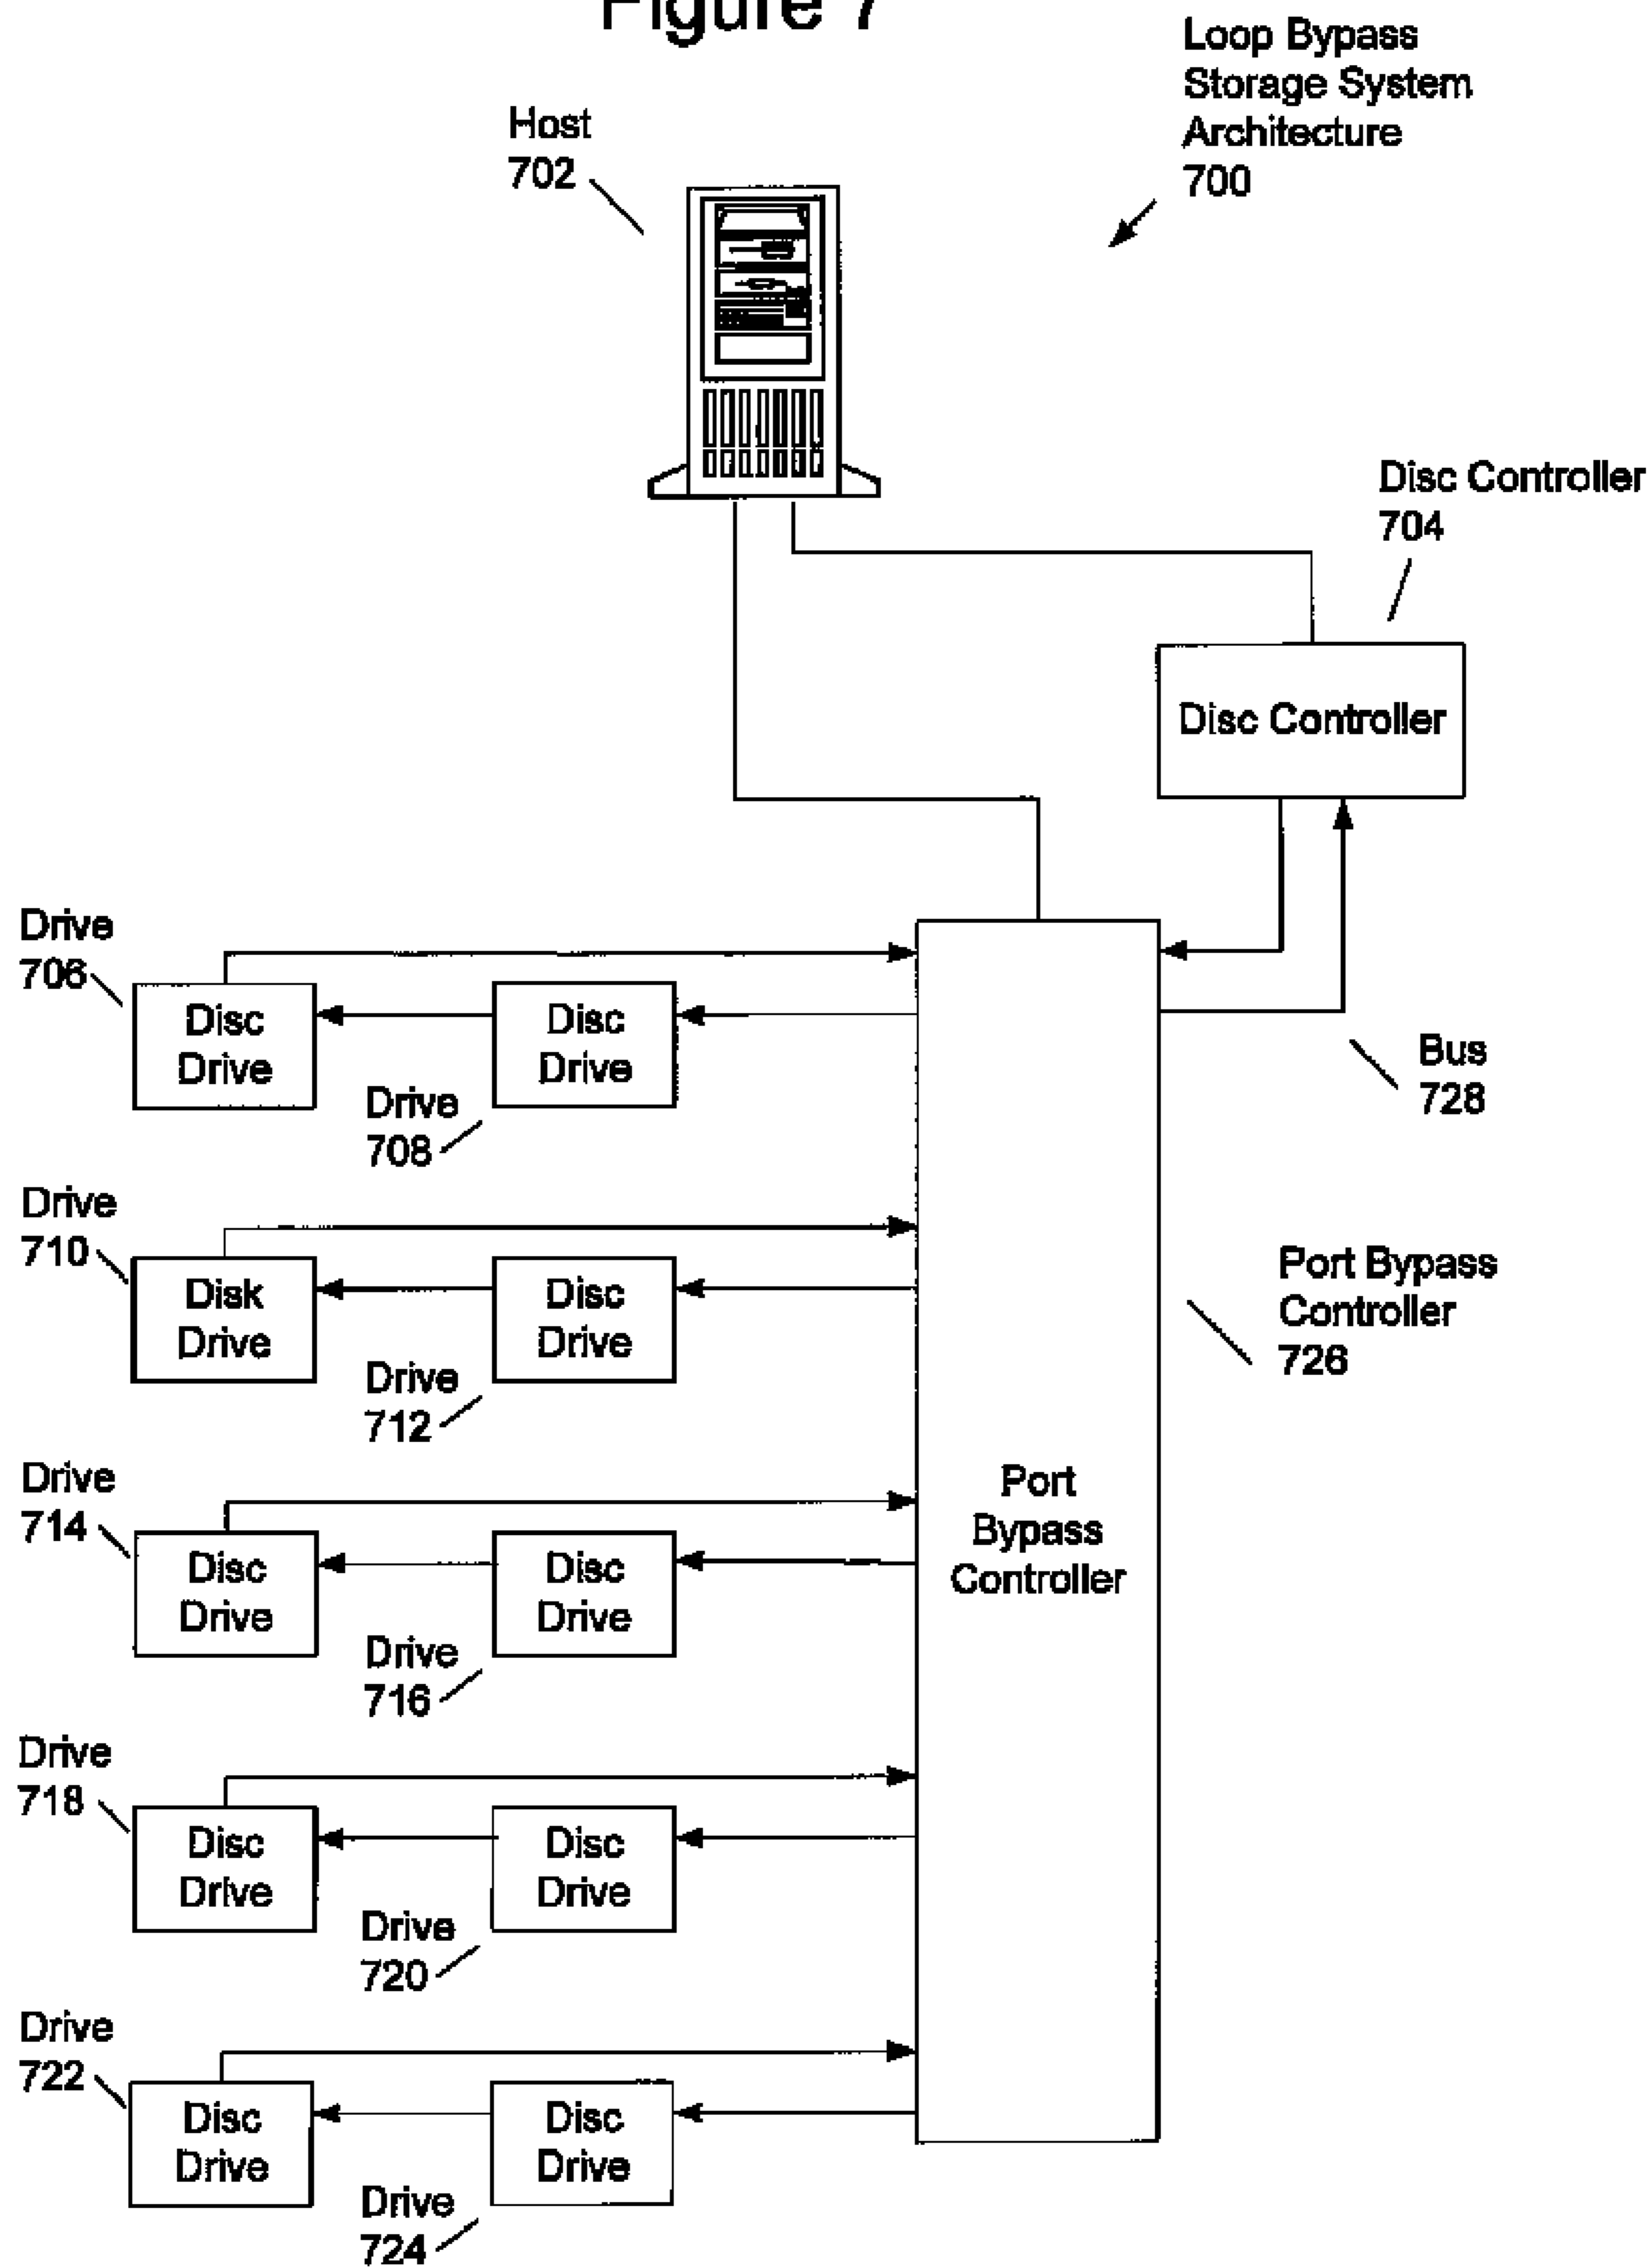 Figure 7
Loop Bypass
Storage System
Architecture
700
Host
702
Disc Controller
704
Disc Controller
Drive
706
Disc
Drive
Disc
Drive
Drive
708
Bus
728
Drive
710
Disk
Drive
Disc
Drive
Drive
712
Port Bypass
Controller
726
Drive
714
Disc
Drive
Disc
Drive
Drive
716
Port
Bypass
Controller
Drive
718
Disc
Drive
Disc
Drive
Drive
720
Drive
722
Disc
Drive
Disc
Drive
Drive
724